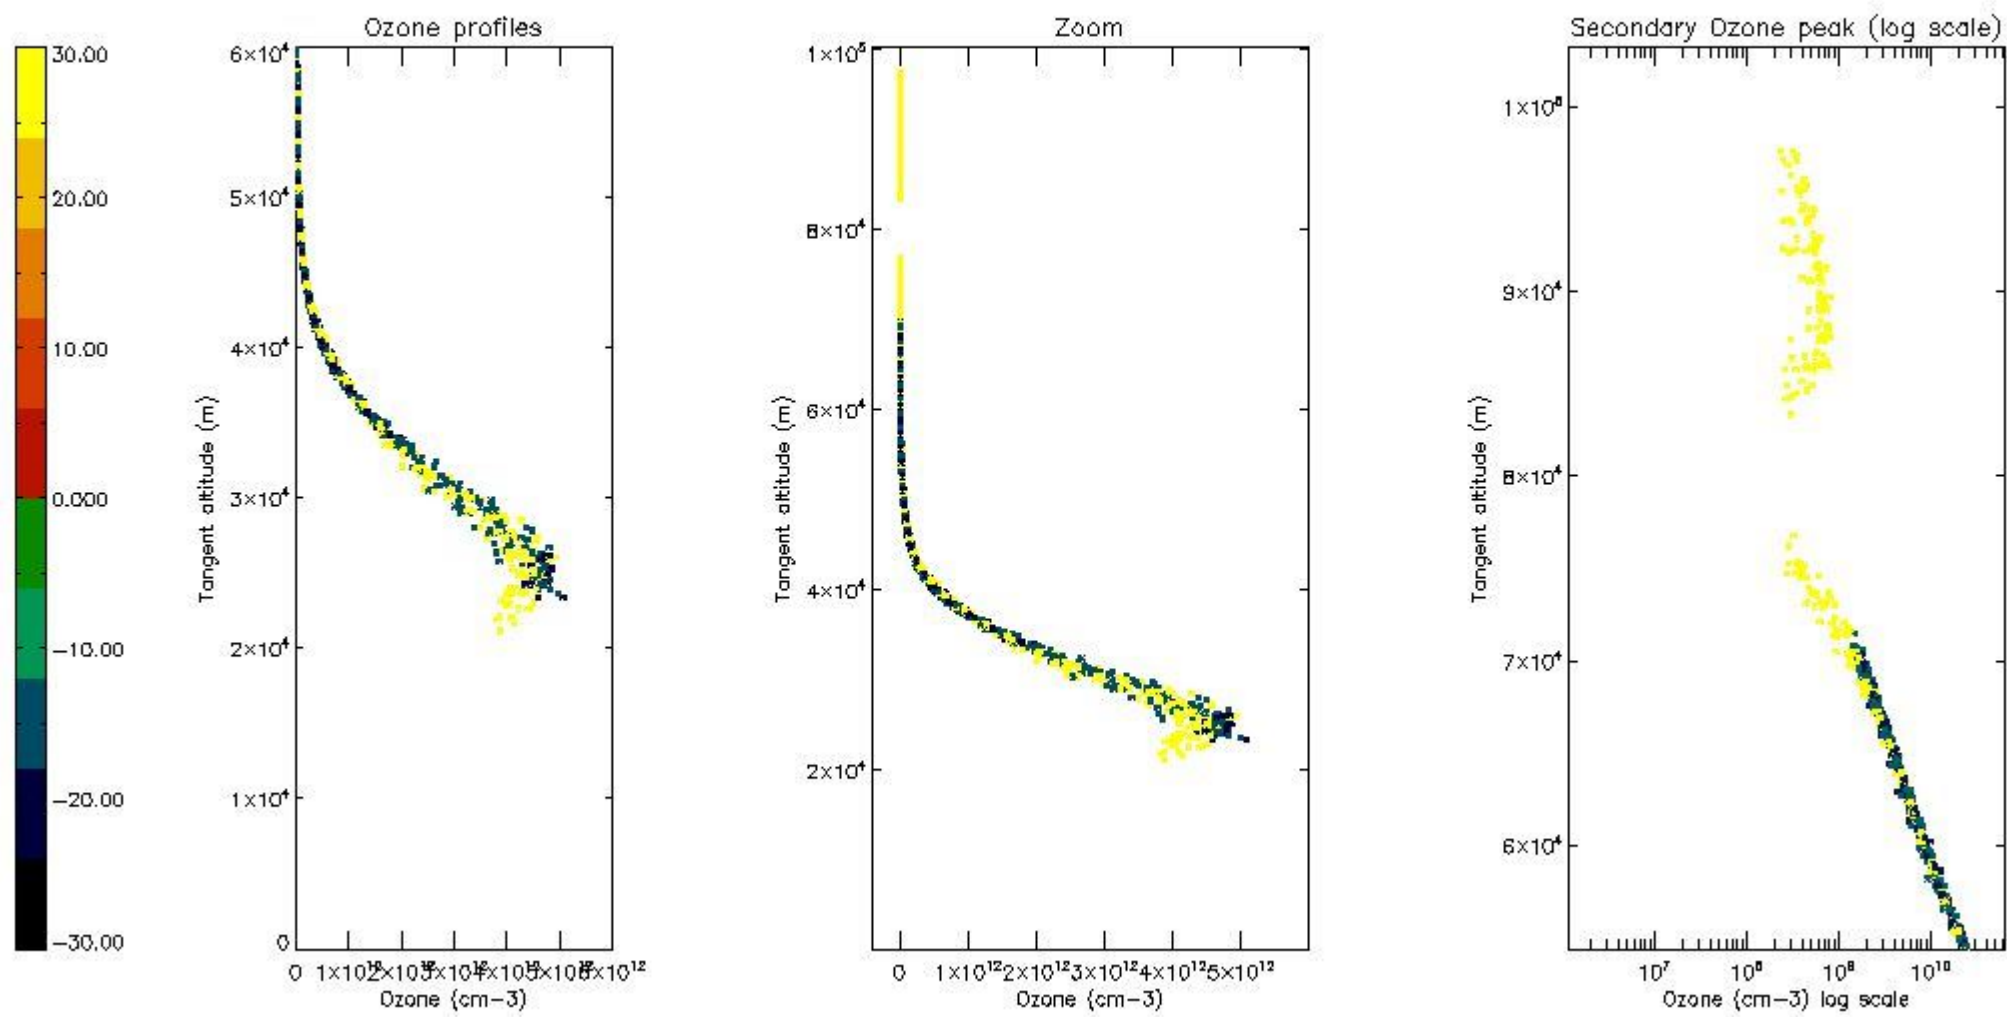 Ozone profiles
Zoom
Secondary Ozone peak (log scale)
30.00
20.00
10.00
0.000
-10.00
-20.00
-30.00
6×10⁴
5×10⁴
4×10⁴
3×10⁴
2×10⁴
1×10⁴
0
Tangent altitude (m)
0
Ozone (cm-3)
1×10⁵
8×10⁴
6×10⁴
4×10⁴
2×10⁴
Tangent altitude (m)
0 1×10¹² 2×10¹² 3×10¹² 4×10¹² 5×10¹²
Ozone (cm-3)
9×10⁴
8×10⁴
7×10⁴
6×10⁴
Tangent altitude (m)
10⁷ 10⁸ 10⁹ 10¹⁰
Ozone (cm-3) log scale